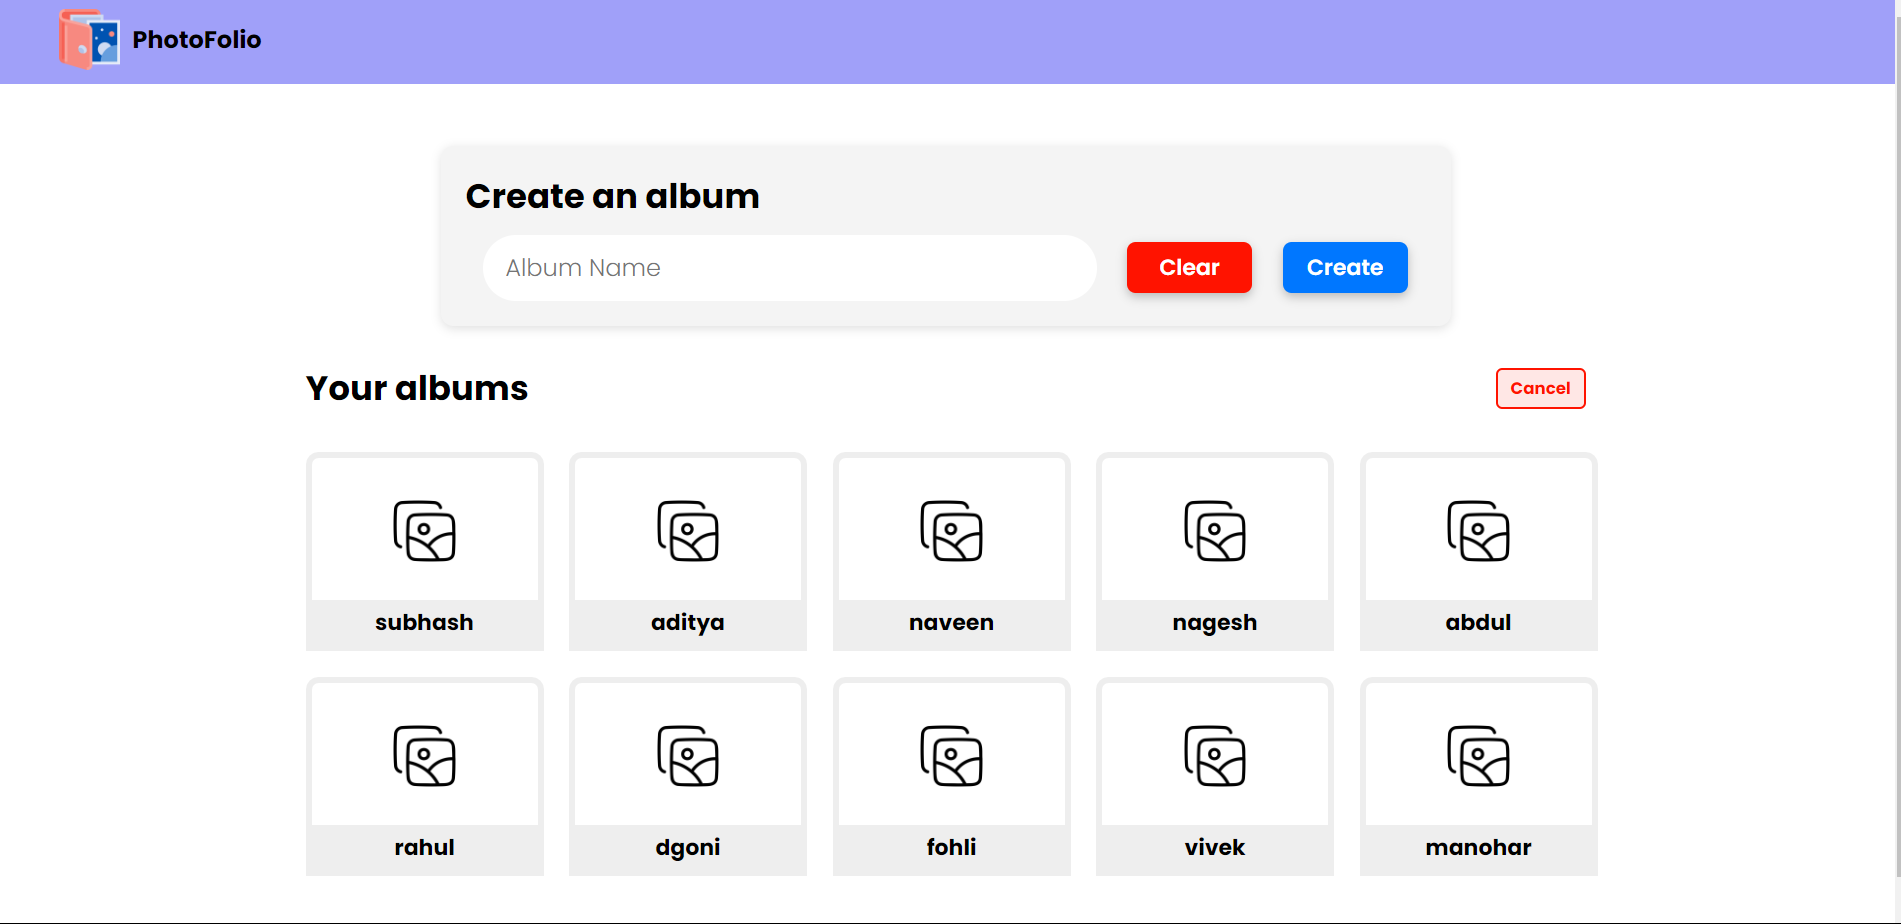 PhotoFolio
Create an album
Album Name
Clear
Create
Your albums
Cancel
subhash
aditya
naveen
nagesh
abdul
rahul
dgoni
fohli
vivek
manohar